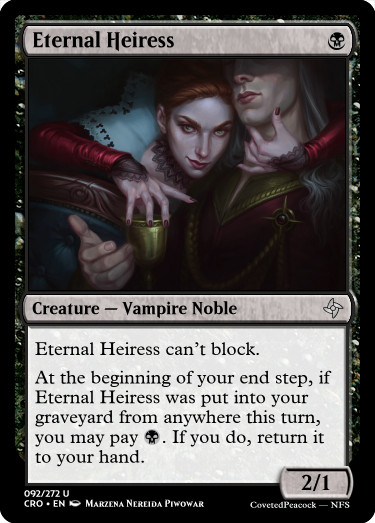 Eternal Heiress
Creature — Vampire Noble
Eternal Heiress can't block.
At the beginning of your end step, if
Eternal Heiress was put into your
graveyard from anywhere this turn,
you may pay . If you do, return it
to your hand.
2/1
092/272 U
CRO • EN Marzena Nereida Piwowar
CovetedPeacock — NFS